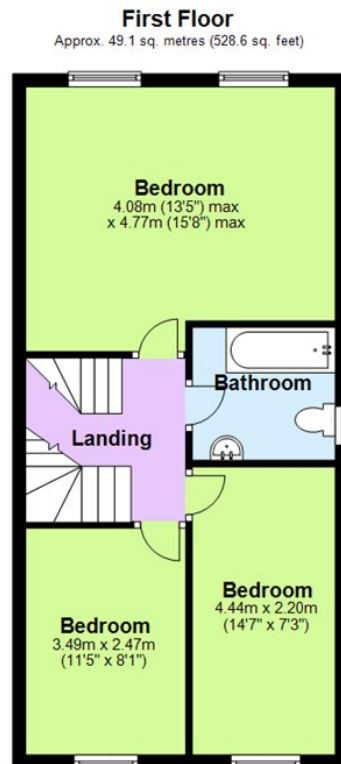 First Floor
Approx. 49.1 sq. metres (528.6 sq. feet)
Bedroom
4.08m (13'5") max
x 4.77m (15'8") max
Bathroom
Landing
Bedroom
4.44m x 2.20m
(14'7" x 7'3")
Bedroom
3.49m x 2.47m
(11'5" x 8'1")